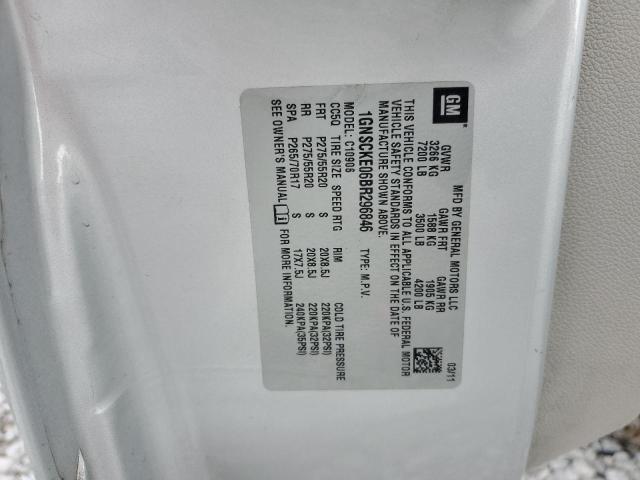 GM
MFD BY GENERAL MOTORS LLC 03/11
GVWR GAWR FRT GAWR RR
3266 KG 1588 KG 1905 KG
7200 LB 3500 LB 4200 LB
THIS VEHICLE CONFORMS TO ALL APPLICABLE U.S. FEDERAL MOTOR
VEHICLE SAFETY STANDARDS IN EFFECT ON THE DATE OF
MANUFACTURE SHOWN ABOVE.
1GNSCKE05BR296846 TYPE: M.P.V.
MODEL: C10906
CC5Q TIRE SIZE SPEED RTG RIM COLD TIRE PRESSURE
FRT P275/55R20 S 20X8.5J 220KPA(32PSI)
RR P275/55R20 S 20X8.5J 220KPA(32PSI)
SPA P265/70R17 S 17X7.5J 240KPA(35PSI)
SEE OWNER'S MANUAL FOR MORE INFORMATION.